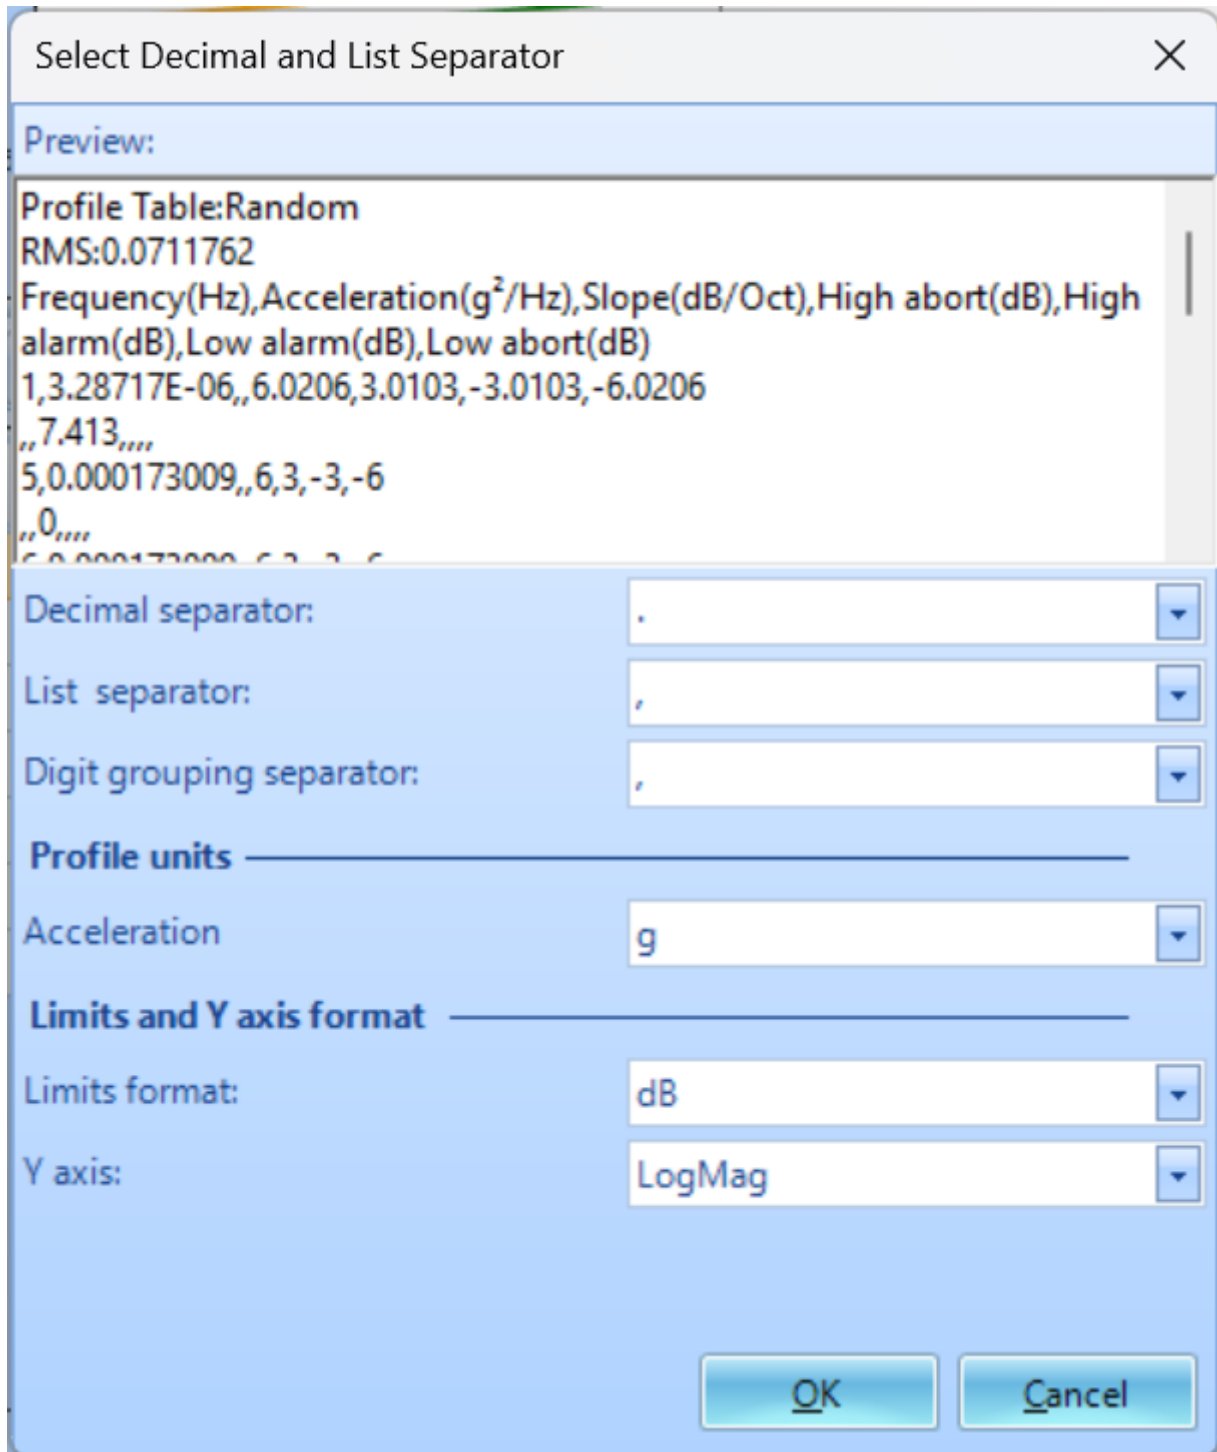 Select Decimal and List Separator
Preview:
Profile Table:Random
RMS:0.0711762
Frequency(Hz),Acceleration(g²/Hz),Slope(dB/Oct),High abort(dB),High
alarm(dB),Low alarm(dB),Low abort(dB)
1,3.28717E-06,,6.0206,3.0103,-3.0103,-6.0206
,,7.413,,,,
5,0.000173009,,6,3,-3,-6
,,0,,,,
Decimal separator: .
List separator: ,
Digit grouping separator: ,
Profile units
Acceleration g
Limits and Y axis format
Limits format: dB
Y axis: LogMag
OK Cancel